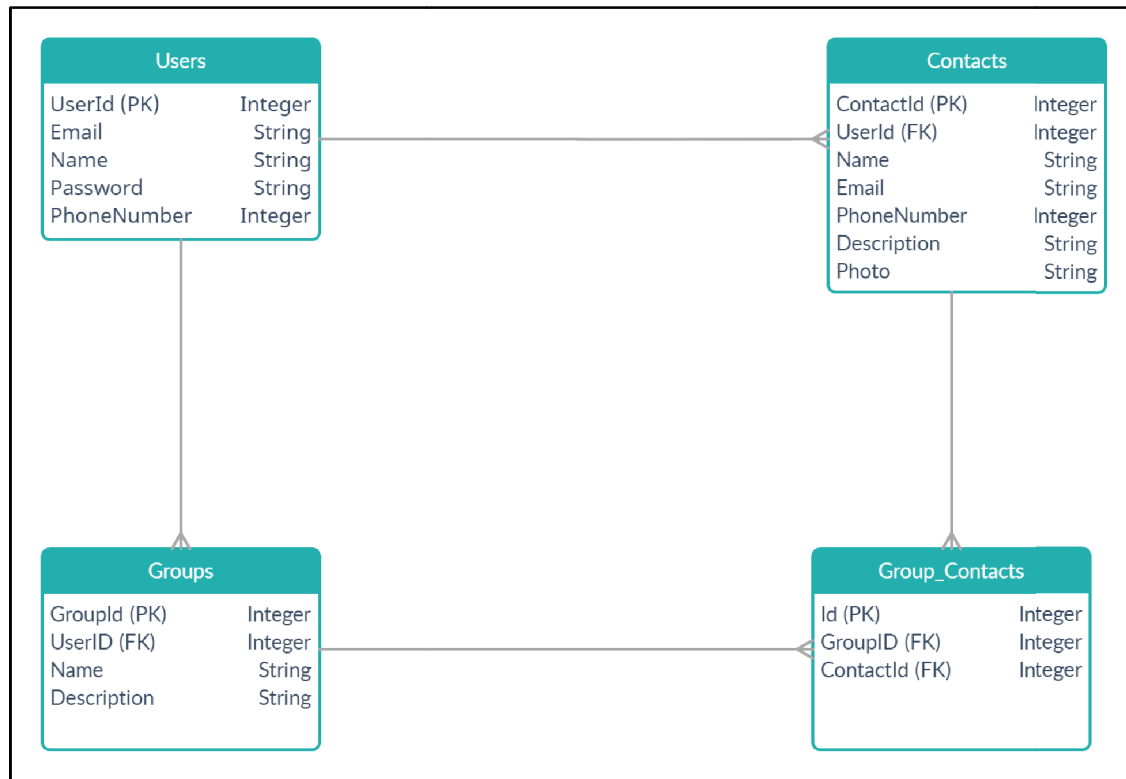 Users
UserId (PK) Integer
Email String
Name String
Password String
PhoneNumber Integer
Contacts
ContactId (PK) Integer
UserId (FK) Integer
Name String
Email String
PhoneNumber Integer
Description String
Photo String
Groups
GroupId (PK) Integer
UserID (FK) Integer
Name String
Description String
Group_Contacts
Id (PK) Integer
GroupID (FK) Integer
ContactId (FK) Integer